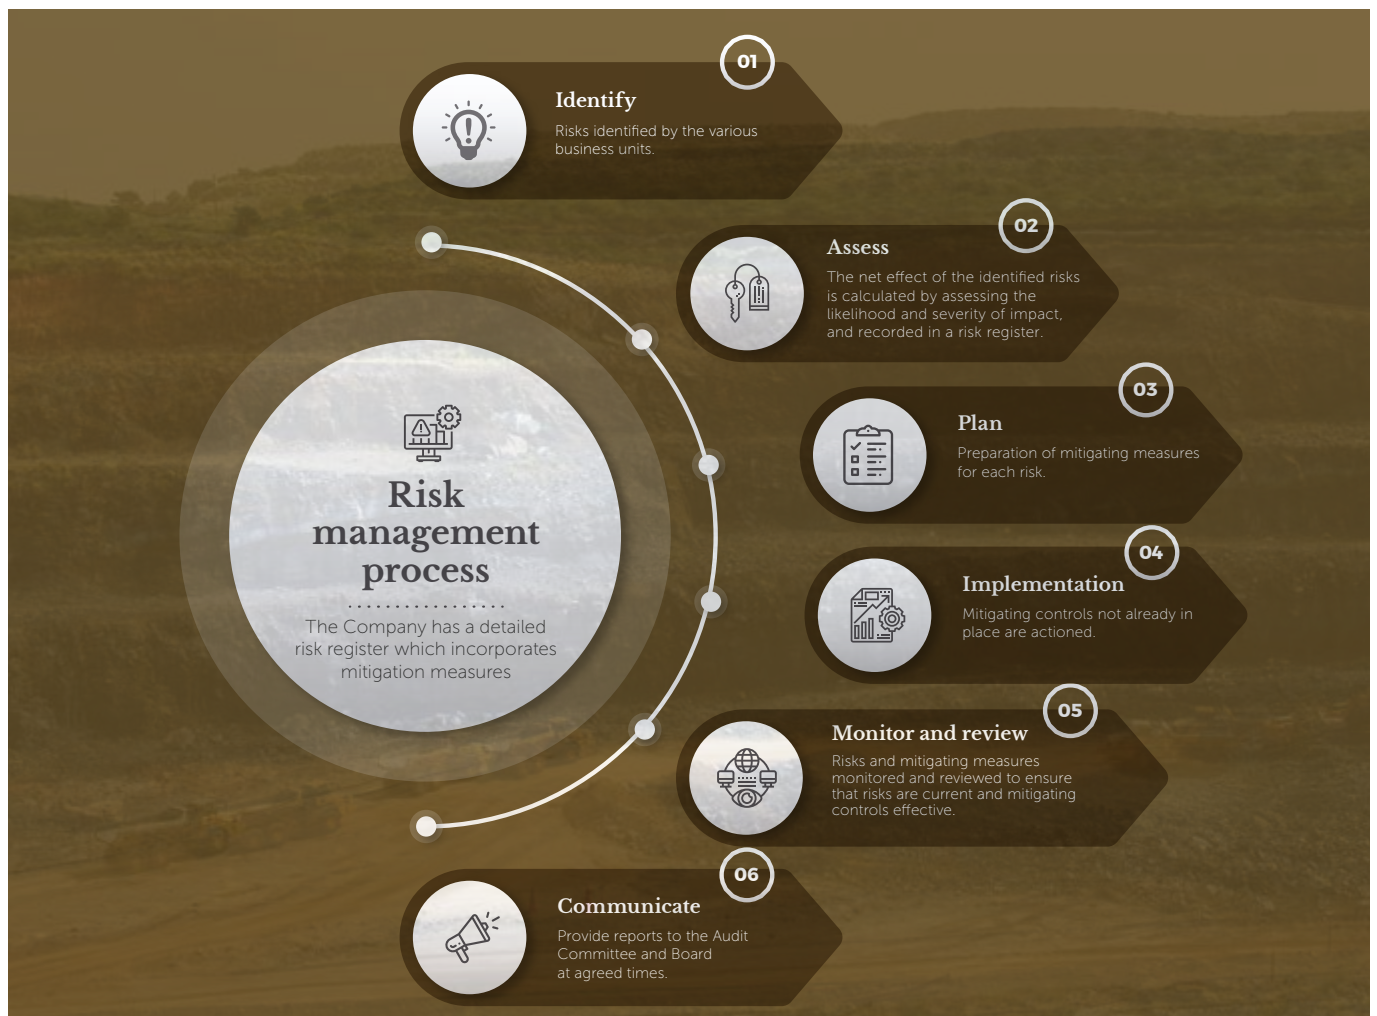 01
Identify
Risks identified by the various
business units.
02
Assess
The net effect of the identified risks
is calculated by assessing the
likelihood and severity of impact,
and recorded in a risk register.
03
Plan
Preparation of mitigating measures
for each risk.
Risk
management
process
The Company has a detailed
risk register which incorporates
mitigation measures
04
Implementation
Mitigating controls not already in
place are actioned.
05
Monitor and review
Risks and mitigating measures
monitored and reviewed to ensure
that risks are current and mitigating
controls effective.
06
Communicate
Provide reports to the Audit
Committee and Board
at agreed times.